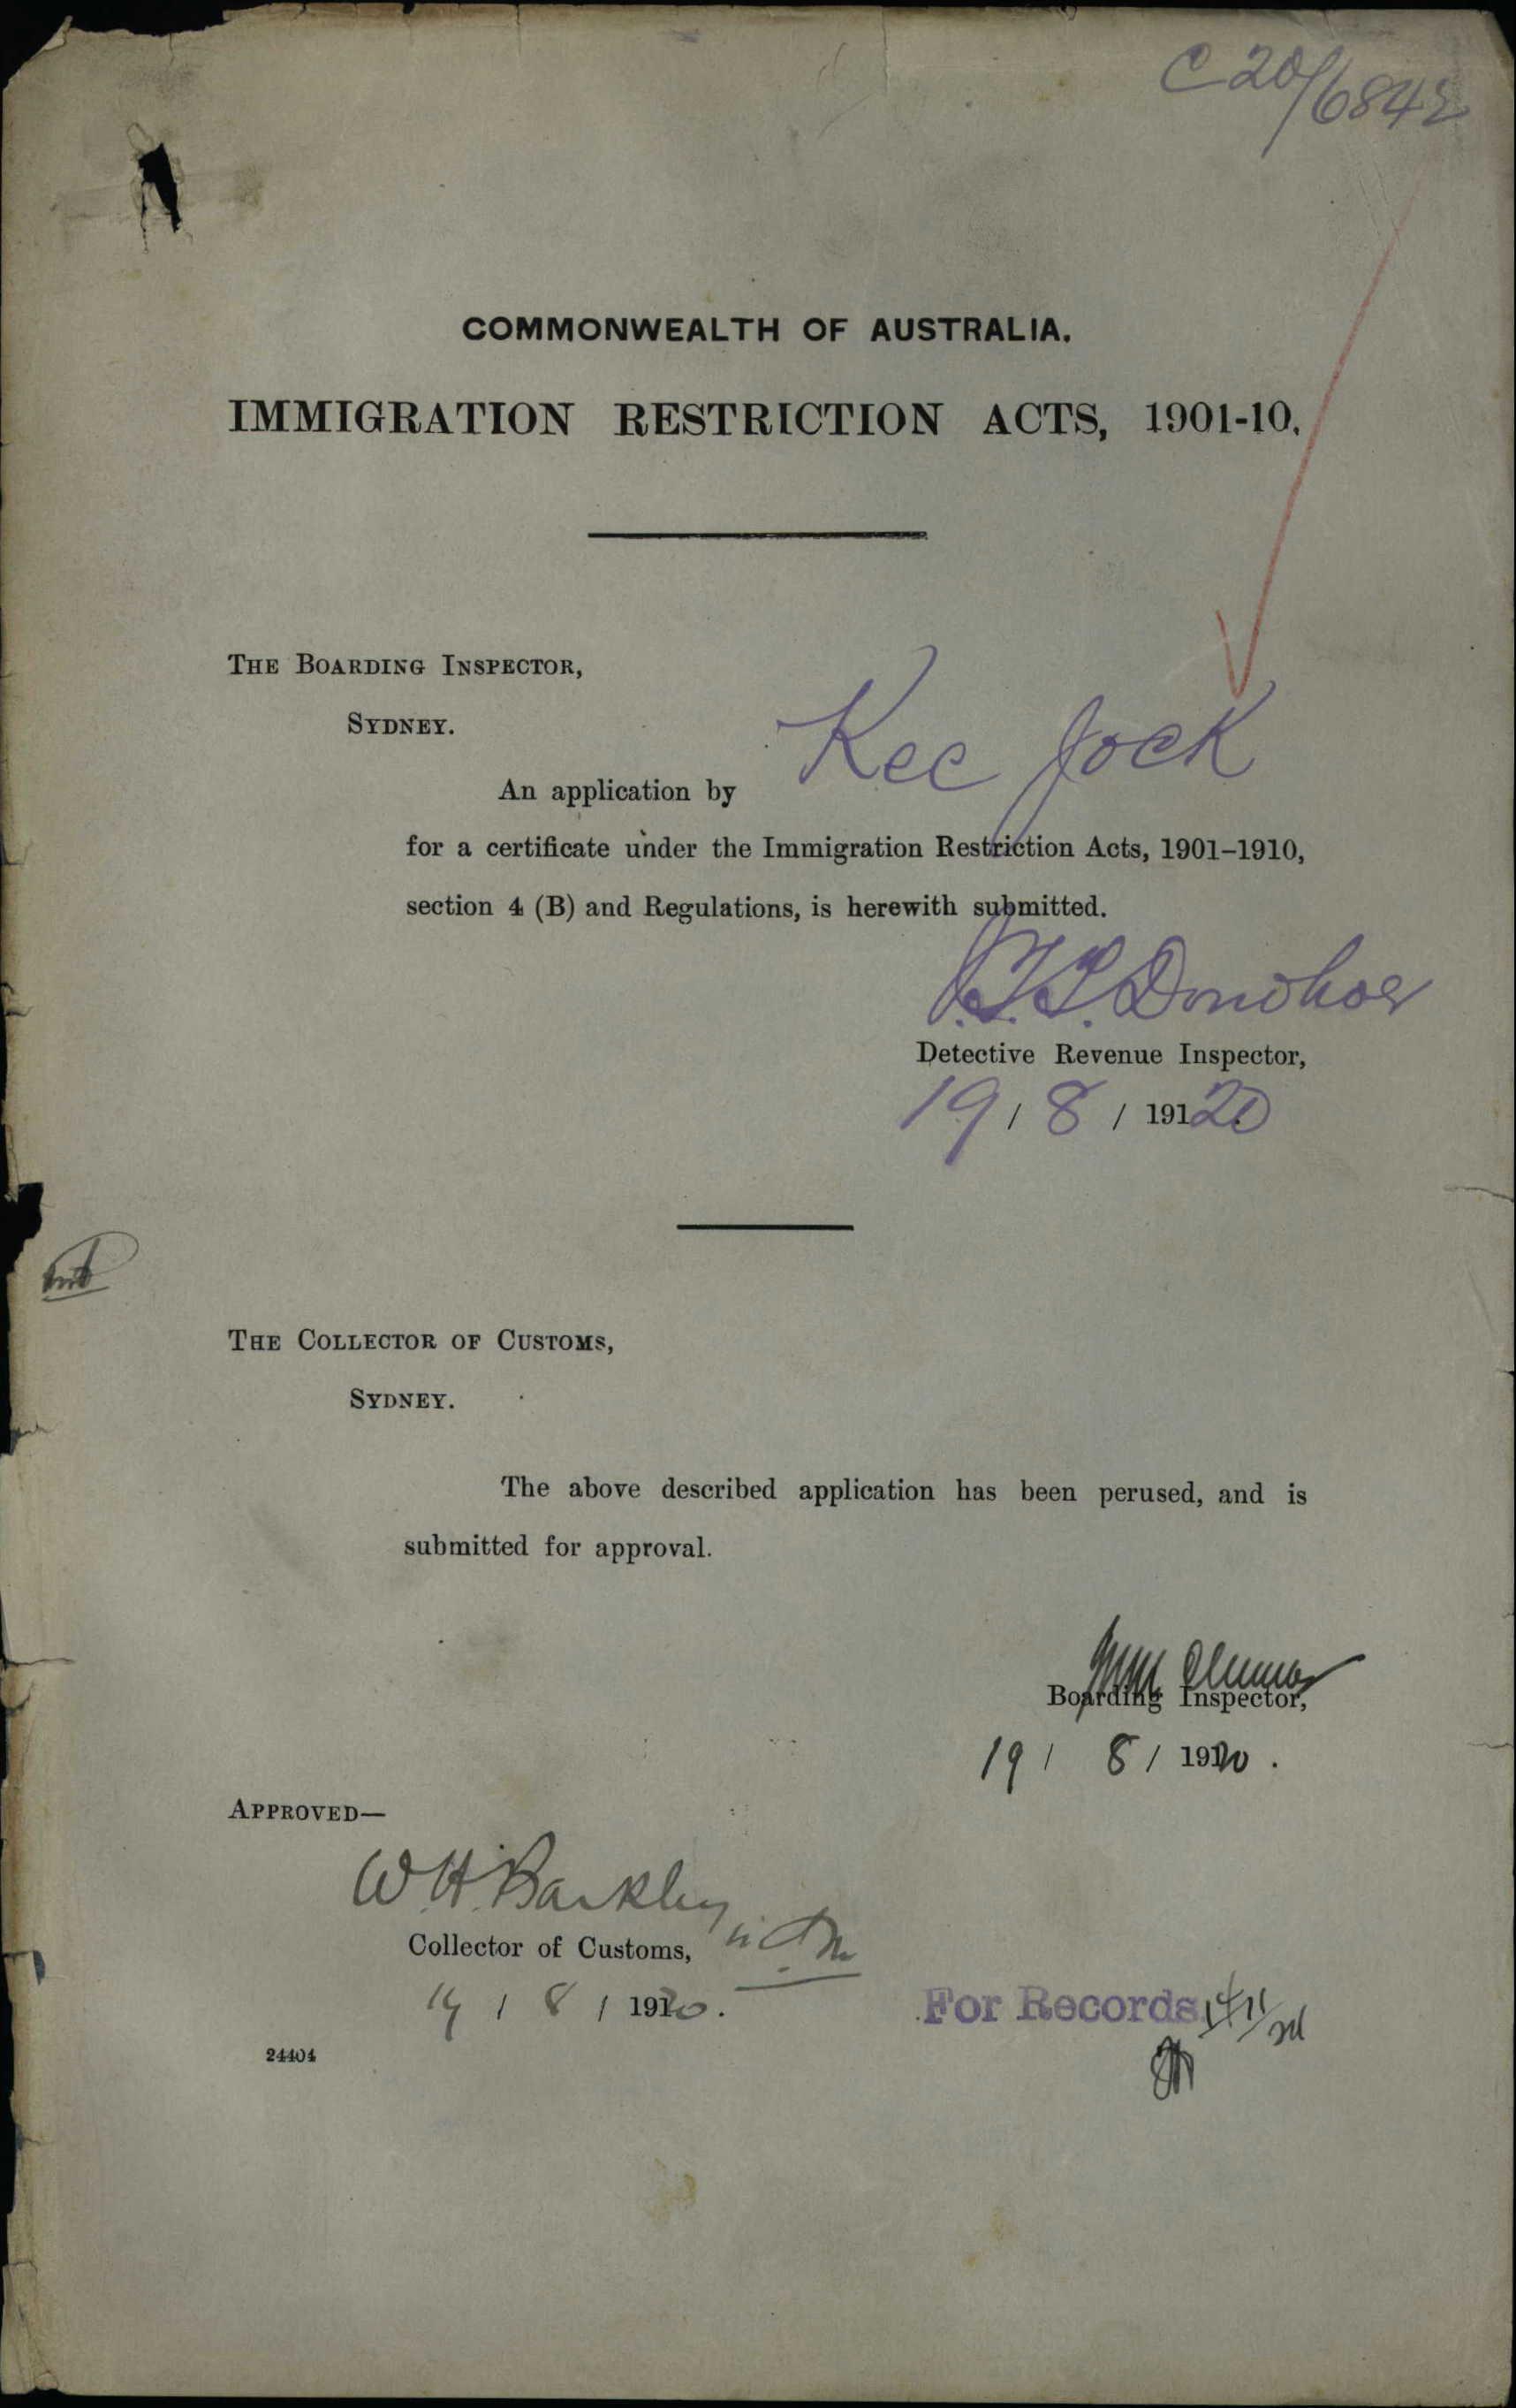 C20/6842
COMMONWEALTH OF AUSTRALIA.
IMMIGRATION RESTRICTION ACTS, 1901-10.
THE BOARDING INSPECTOR,
SYDNEY.
An application by Kee Jock
for a certificate under the Immigration Restriction Acts, 1901–1910,
section 4 (B) and Regulations, is herewith submitted.
J.T.T. Donohoe
Detective Revenue Inspector,
19 / 8 / 1920
THE COLLECTOR OF CUSTOMS,
SYDNEY.
The above described application has been perused, and is
submitted for approval.
Boarding Inspector,
19 / 8 / 1920.
APPROVED—
W. H. Barkley
Collector of Customs,
19 / 8 / 1920.
For Records
24404